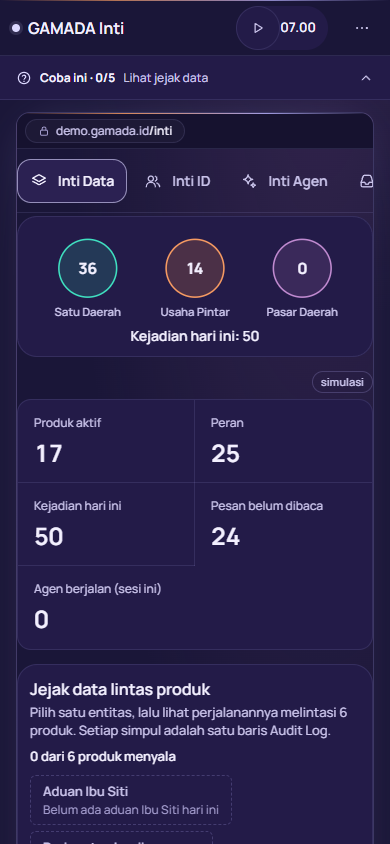 GAMADA Inti
07.00
Coba ini · 0/5 Lihat jejak data
demo.gamada.id/inti
Inti Data
Inti ID
Inti Agen
36
14
0
Satu Daerah
Usaha Pintar
Pasar Daerah
Kejadian hari ini: 50
simulasi
Produk aktif
17
Peran
25
Kejadian hari ini
50
Pesan belum dibaca
24
Agen berjalan (sesi ini)
0
Jejak data lintas produk
Pilih satu entitas, lalu lihat perjalanannya melintasi 6
produk. Setiap simpul adalah satu baris Audit Log.
0 dari 6 produk menyala
Aduan Ibu Siti
Belum ada aduan Ibu Siti hari ini